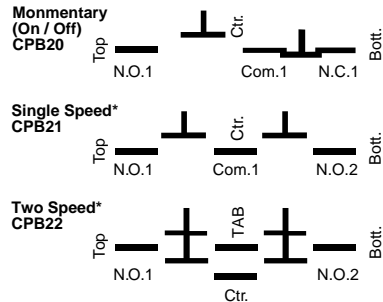 Monmentary
(On / Off)
CPB20
Top
Ctr.
Bott.
N.O.1
Com.1
N.C.1
Single Speed*
CPB21
Top
Ctr.
Bott.
N.O.1
Com.1
N.O.2
Two Speed*
CPB22
Top
TAB
Bott.
N.O.1
N.O.2
Ctr.